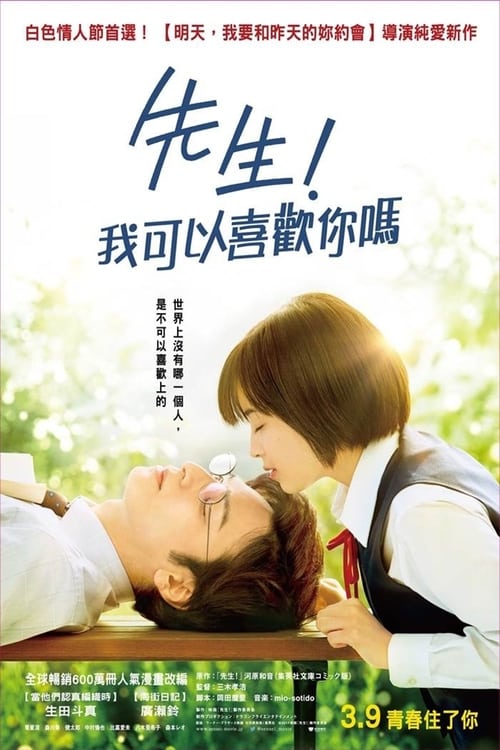 白色情人節首選！【明天，我要和昨天的妳約會】導演純愛新作
先生！
我可以喜歡你嗎
世界上沒有哪一個人，
是不可以喜歡上的
全球暢銷600萬冊人氣漫畫改編
【當他們認真編織時】
生田斗真
【海街日記】
廣瀨鈴
原作：「先生！」河原和音（集英社文庫コミック版）
監督：三木孝浩
脚本：岡田麿里 音楽：mio-sotido
3.9 青春住了你